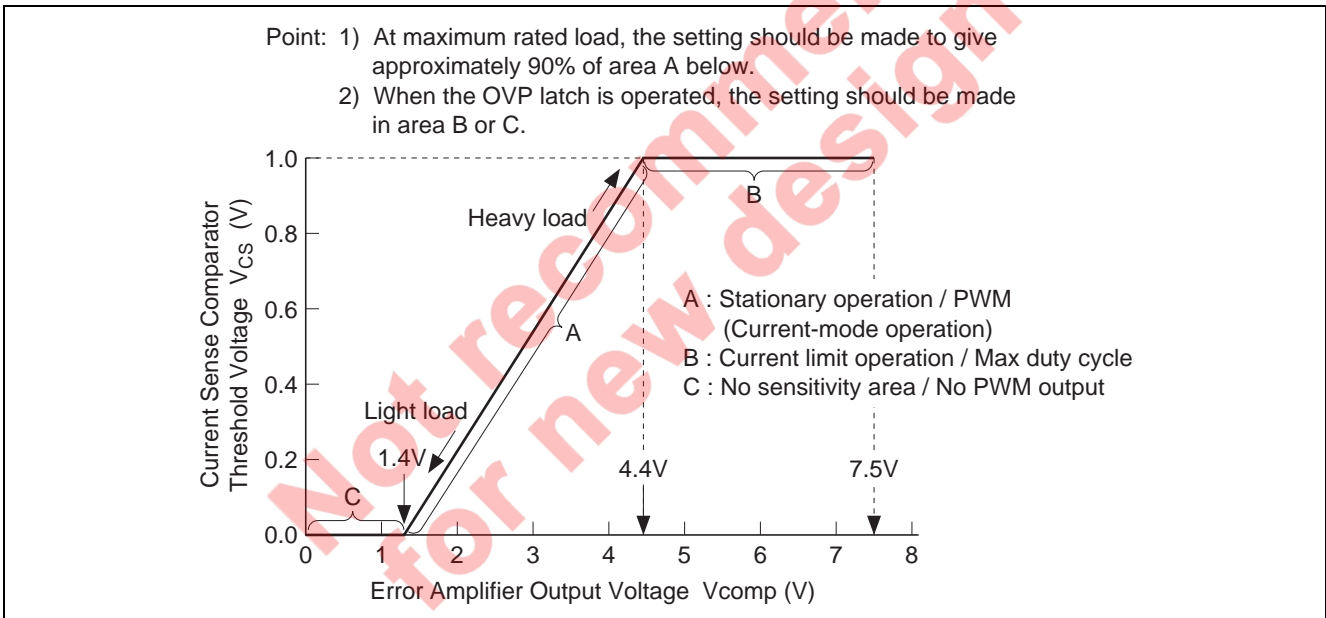 Point: 1) At maximum rated load, the setting should be made to give
approximately 90% of area A below.
2) When the OVP latch is operated, the setting should be made
in area B or C.
1.0
0.8
0.6
0.4
0.2
0.0
Current Sense Comparator
Threshold Voltage VCS (V)
Heavy load
B
A
Light load
1.4V
C
4.4V
7.5V
A : Stationary operation / PWM
(Current-mode operation)
B : Current limit operation / Max duty cycle
C : No sensitivity area / No PWM output
0 1 2 3 4 5 6 7 8
Error Amplifier Output Voltage Vcomp (V)
Not recommen
for new design